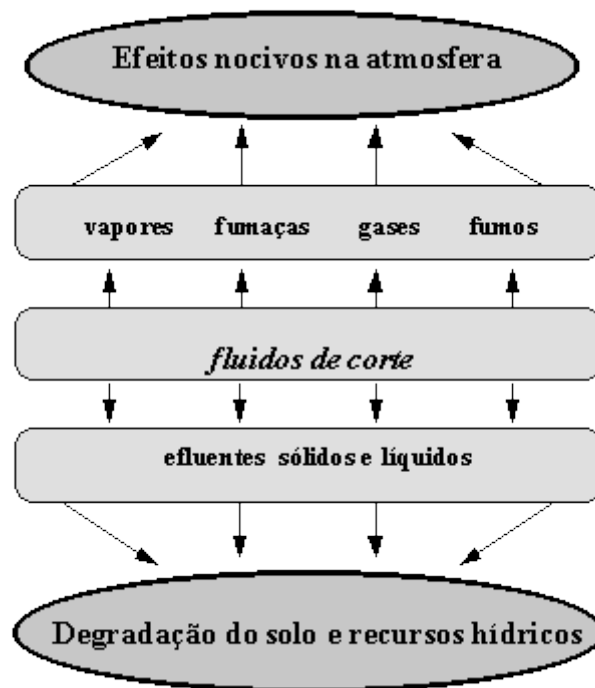 Efeitos nocivos na atmosfera
vapores fumaças gases fumos
fluidos de corte
efluentes sólidos e líquidos
Degradação do solo e recursos hídricos